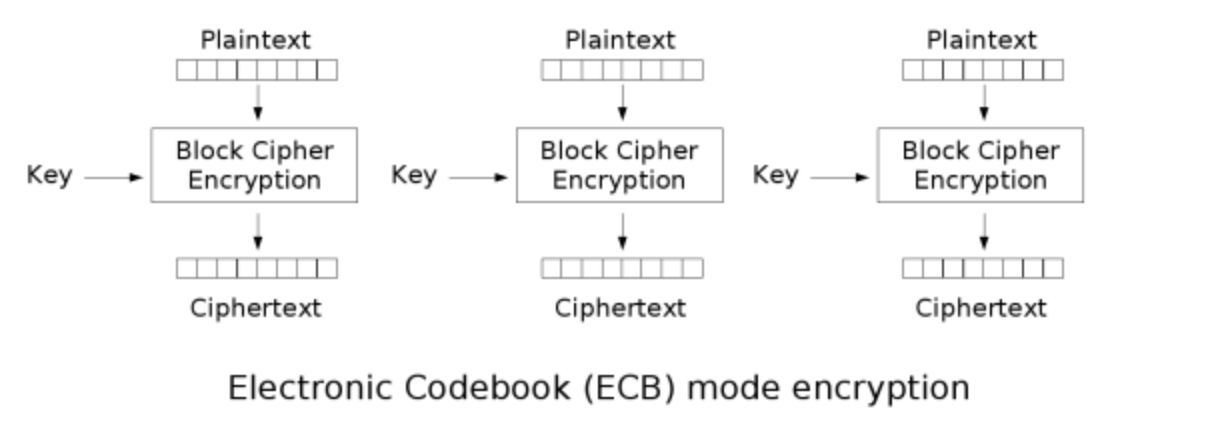 Plaintext Plaintext Plaintext
Key Block Cipher Encryption Key Block Cipher Encryption Key Block Cipher Encryption
Ciphertext Ciphertext Ciphertext
Electronic Codebook (ECB) mode encryption